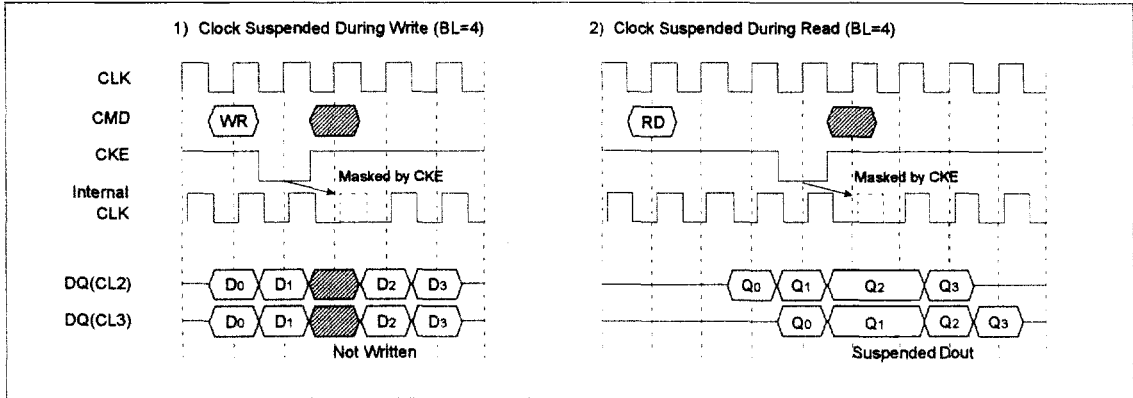 1) Clock Suspended During Write (BL=4)
2) Clock Suspended During Read (BL=4)
CLK
CMD
WR
RD
CKE
Masked by CKE
Masked by CKE
Internal
CLK
DQ(CL2)
D0 D1 D2 D3
Q0 Q1 Q2 Q3
DQ(CL3)
D0 D1 D2 D3
Q0 Q1 Q2 Q3
Not Written
Suspended Dout